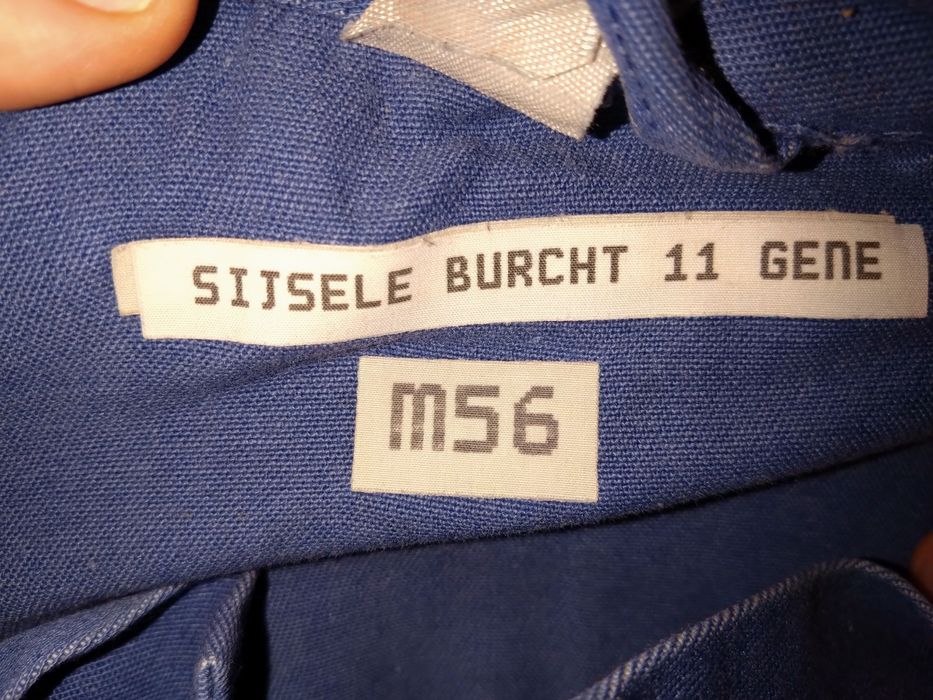 SIJSELE BURCHT 11 GENE
M56